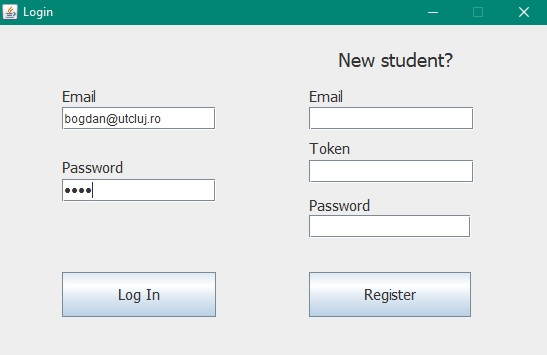 Login
New student?
Email
bogdan@utcluj.ro
Password
••••
Log In
Email
Token
Password
Register